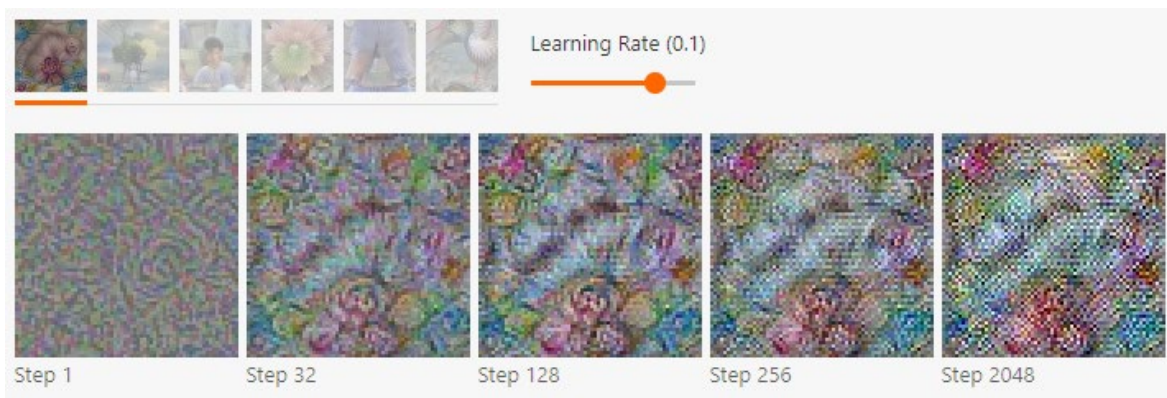 Learning Rate (0.1)
Step 1
Step 32
Step 128
Step 256
Step 2048